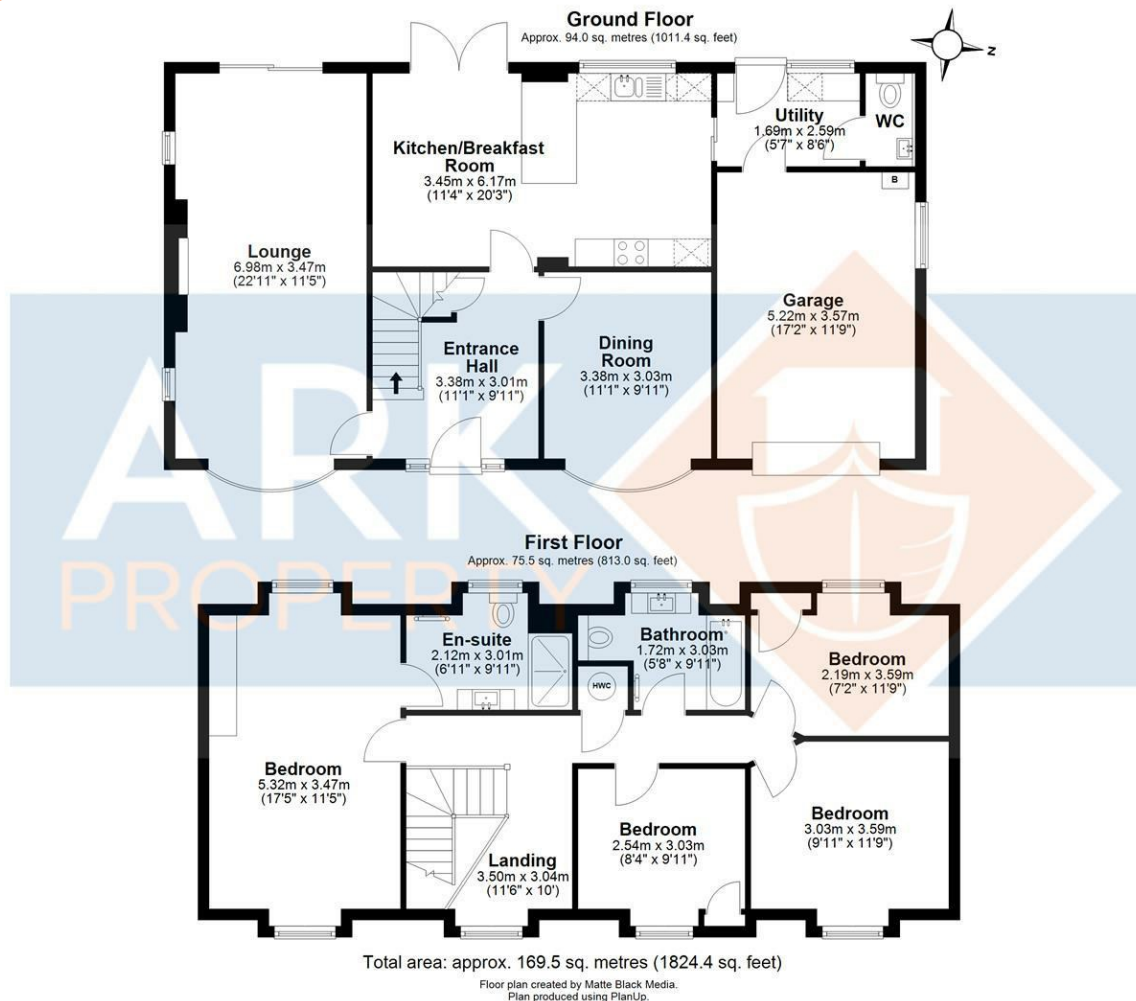 Ground Floor
Approx. 94.0 sq. metres (1011.4 sq. feet)
Z
Kitchen/Breakfast
Room
3.45m x 6.17m
(11'4" x 20'3")
Utility
1.69m x 2.59m
(5'7" x 8'6")
WC
B
Lounge
6.98m x 3.47m
(22'11" x 11'5")
Entrance
Hall
3.38m x 3.01m
(11'1" x 9'11")
Dining
Room
3.38m x 3.03m
(11'1" x 9'11")
Garage
5.22m x 3.57m
(17'2" x 11'9")
ARK
PROPERTY
First Floor
Approx. 75.5 sq. metres (813.0 sq. feet)
En-suite
2.12m x 3.01m
(6'11" x 9'11")
Bathroom
1.72m x 3.03m
(5'8" x 9'11")
HWC
Bedroom
2.19m x 3.59m
(7'2" x 11'9")
Bedroom
5.32m x 3.47m
(17'5" x 11'5")
Landing
3.50m x 3.04m
(11'6" x 10')
Bedroom
2.54m x 3.03m
(8'4" x 9'11")
Bedroom
3.03m x 3.59m
(9'11" x 11'9")
Total area: approx. 169.5 sq. metres (1824.4 sq. feet)
Floor plan created by Matte Black Media.
Plan produced using PlanUp.